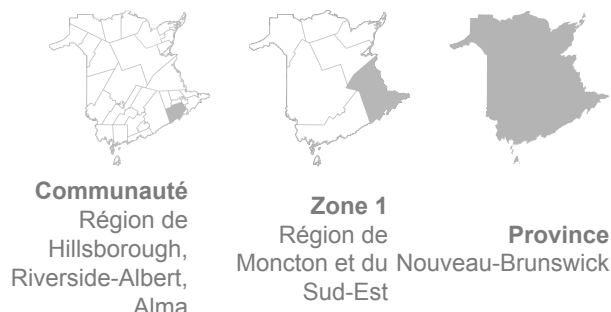 Communauté
Région de
Hillsborough,
Riverside-Albert,
Alma
Zone 1
Région de
Moncton et du
Sud-Est
Province
Nouveau-Brunswick